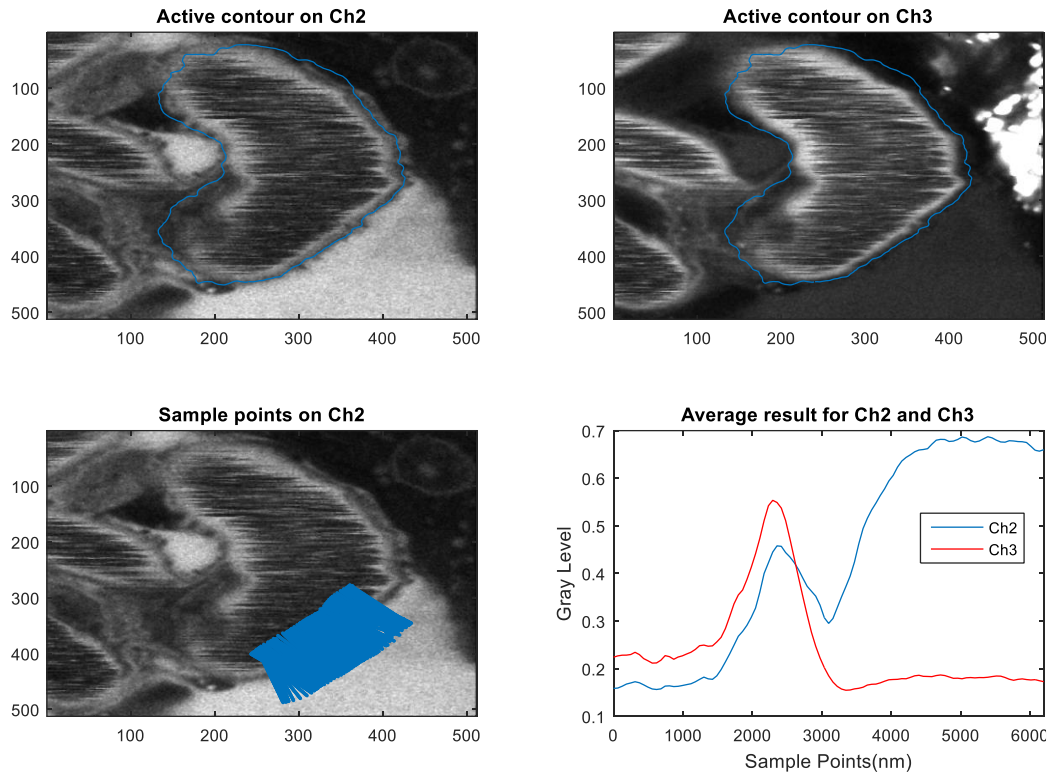 Active contour on Ch2
100
200
300
400
500
100 200 300 400 500
Active contour on Ch3
100
200
300
400
500
100 200 300 400 500
Sample points on Ch2
100
200
300
400
500
100 200 300 400 500
Average result for Ch2 and Ch3
Gray Level
0.7
0.6
0.5
0.4
0.3
0.2
0.1
Ch2
Ch3
0 1000 2000 3000 4000 5000 6000
Sample Points(nm)